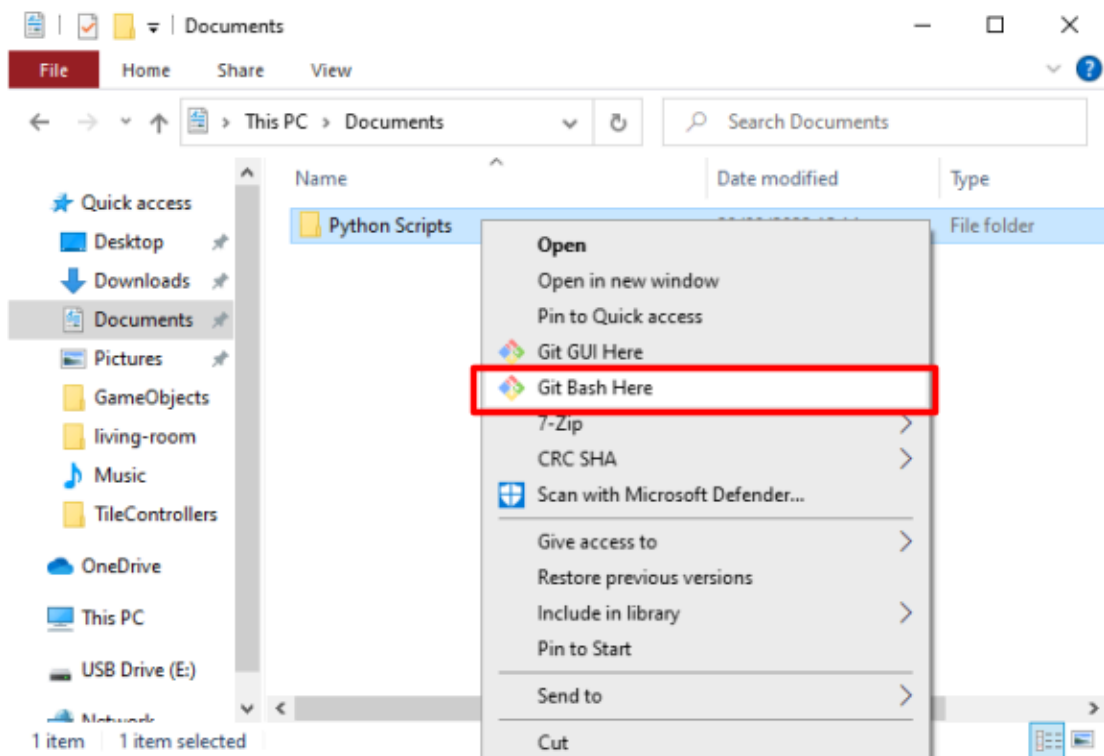 Documents
File Home Share View
This PC > Documents
Search Documents
Name Date modified Type
Quick access
Desktop
Downloads
Documents
Pictures
GameObjects
living-room
Music
TileControllers
OneDrive
This PC
USB Drive (E:)
Network
Python Scripts File folder
Open
Open in new window
Pin to Quick access
Git GUI Here
Git Bash Here
7-Zip
CRC SHA
Scan with Microsoft Defender...
Give access to
Restore previous versions
Include in library
Pin to Start
Send to
Cut
1 item 1 item selected